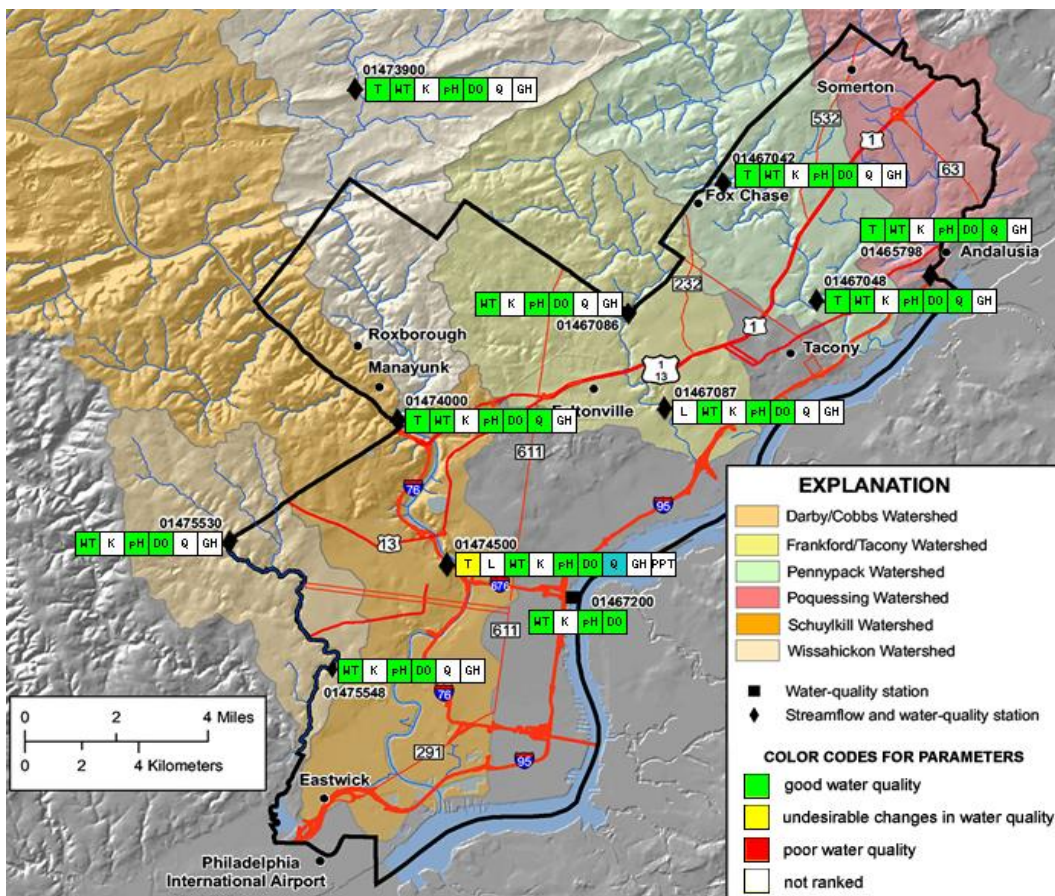 01473900
T WT K pH DO Q GH
Somerton
532
1
01467042
T WT K pH DO Q GH
Fox Chase
63
T WT K pH DO Q GH
01465798
Andalusia
232
01467048
T WT K pH DO Q GH
WT K pH DO Q GH
01467086
1
Roxborough
Tacony
Manayunk
1
13
01467087
L WT K pH DO Q GH
01474000
T WT K pH DO Q GH
Feltonville
611
76
95
01475530
WT K pH DO Q GH
13
01474500
T L WT K pH DO Q GH PPT
676
01467200
WT K pH DO
611
WT K pH DO Q GH
01475548
76
291
95
Eastwick
Philadelphia
International Airport
0 2 4 Miles
0 2 4 Kilometers
EXPLANATION
Darby/Cobbs Watershed
Frankford/Tacony Watershed
Pennypack Watershed
Poquessing Watershed
Schuylkill Watershed
Wissahickon Watershed
Water-quality station
Streamflow and water-quality station
COLOR CODES FOR PARAMETERS
good water quality
undesirable changes in water quality
poor water quality
not ranked